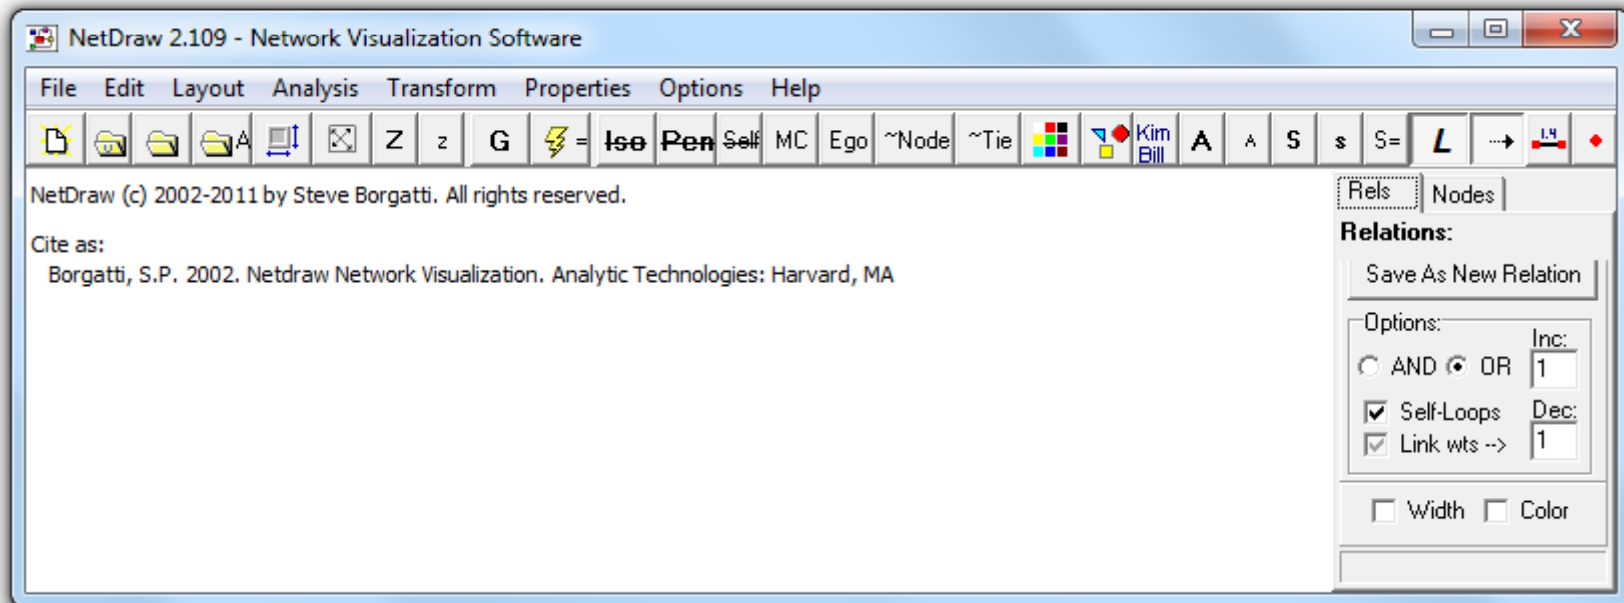 NetDraw 2.109 - Network Visualization Software
File Edit Layout Analysis Transform Properties Options Help
A Z z G = Iso Pen Self MC Ego ~Node ~Tie Kim Bill A A S s S= L 1.4
NetDraw (c) 2002-2011 by Steve Borgatti. All rights reserved.
Cite as:
Borgatti, S.P. 2002. Netdraw Network Visualization. Analytic Technologies: Harvard, MA
Rels Nodes
Relations:
Save As New Relation
Options:
Inc:
AND OR 1
Self-Loops Dec:
Link wts --> 1
Width Color